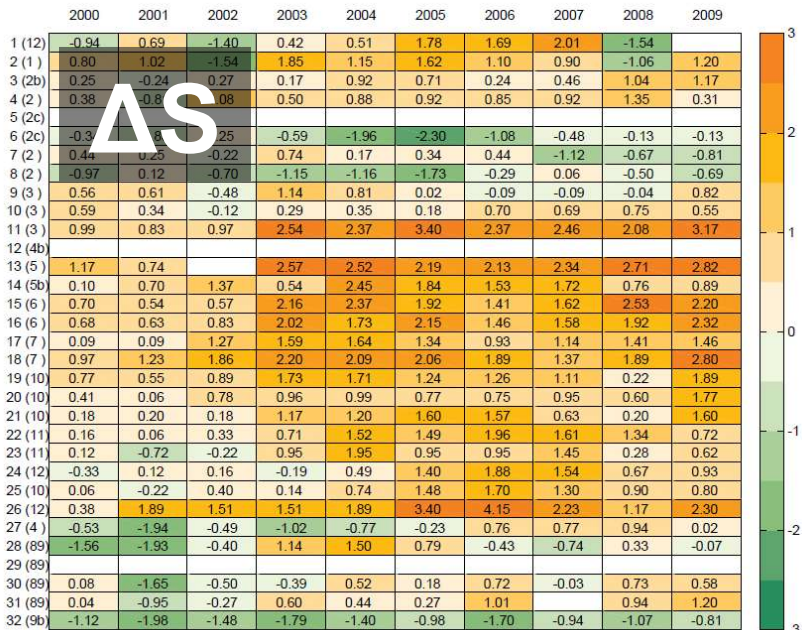 2000 2001 2002 2003 2004 2005 2006 2007 2008 2009
1 (12) -0.94 0.69 -1.40 0.42 0.51 1.78 1.69 2.01 -1.54
2 (1 ) 0.80 1.02 -1.54 1.85 1.15 1.62 1.10 0.90 -1.06 1.20
3 (2b) 0.25 -0.24 0.27 0.17 0.92 0.71 0.24 0.46 1.04 1.17
4 (2 ) 0.38 0.50 0.88 0.92 0.85 0.92 1.35 0.31
5 (2c)
ΔS
6 (2c) -0.59 -1.96 -2.30 -1.08 -0.48 -0.13 -0.13
7 (2 ) 0.44 0.25 -0.22 0.74 0.17 0.34 0.44 -1.12 -0.67 -0.81
8 (2 ) -0.97 0.12 -0.70 -1.15 -1.16 -1.73 -0.29 0.06 -0.50 -0.69
9 (3 ) 0.56 0.61 -0.48 1.14 0.81 0.02 -0.09 -0.09 -0.04 0.82
10 (3 ) 0.59 0.34 -0.12 0.29 0.35 0.18 0.70 0.69 0.75 0.55
11 (3 ) 0.99 0.83 0.97 2.54 2.37 3.40 2.37 2.46 2.08 3.17
12 (4b)
13 (5 ) 1.17 0.74 2.57 2.52 2.19 2.13 2.34 2.71 2.82
14 (5b) 0.10 0.70 1.37 0.54 2.45 1.84 1.53 1.72 0.76 0.89
15 (6 ) 0.70 0.54 0.57 2.16 2.37 1.92 1.41 1.62 2.53 2.20
16 (6 ) 0.68 0.63 0.83 2.02 1.73 2.15 1.46 1.58 1.92 2.32
17 (7 ) 0.09 0.09 1.27 1.59 1.64 1.34 0.93 1.14 1.41 1.46
18 (7 ) 0.97 1.23 1.86 2.20 2.09 2.06 1.89 1.37 1.89 2.80
19 (10) 0.77 0.55 0.89 1.73 1.71 1.24 1.26 1.11 0.22 1.89
20 (10) 0.41 0.06 0.78 0.96 0.99 0.77 0.75 0.95 0.60 1.77
21 (10) 0.18 0.20 0.18 1.17 1.20 1.60 1.57 0.63 0.20 1.60
22 (11) 0.16 0.06 0.33 0.71 1.52 1.49 1.96 1.61 1.34 0.72
23 (11) 0.12 -0.72 -0.22 0.95 1.95 0.95 0.95 1.45 0.28 0.62
24 (12) -0.33 0.12 0.16 -0.19 0.49 1.40 1.88 1.54 0.67 0.93
25 (10) 0.06 -0.22 0.40 0.14 0.74 1.48 1.70 1.30 0.90 0.80
26 (12) 0.38 1.89 1.51 1.51 1.89 3.40 4.15 2.23 1.17 2.30
27 (4 ) -0.53 -1.94 -0.49 -1.02 -0.77 -0.23 0.76 0.77 0.94 0.02
28 (89) -1.56 -1.93 -0.40 1.14 1.50 0.79 -0.43 -0.74 0.33 -0.07
29 (89)
30 (89) 0.08 -1.65 -0.50 -0.39 0.52 0.18 0.72 -0.03 0.73 0.58
31 (89) 0.04 -0.95 -0.27 0.60 0.44 0.27 1.01 0.94 1.20
32 (9b) -1.12 -1.98 -1.48 -1.79 -1.40 -0.98 -1.70 -0.94 -1.07 -0.81
3
2
1
0
-1
-2
-3